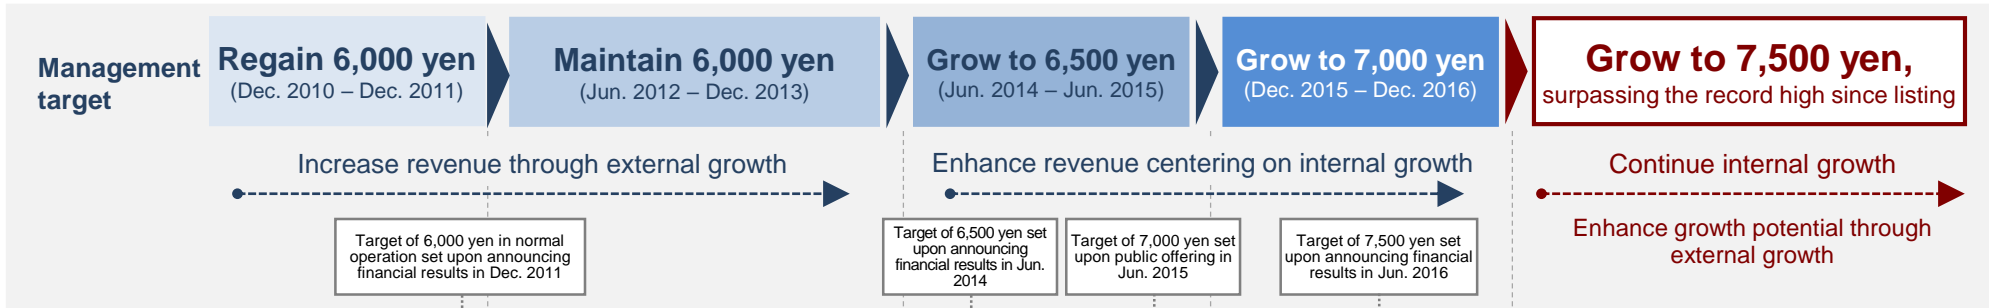 Management
target
Regain 6,000 yen
(Dec. 2010 – Dec. 2011)
Maintain 6,000 yen
(Jun. 2012 – Dec. 2013)
Grow to 6,500 yen
(Jun. 2014 – Jun. 2015)
Grow to 7,000 yen
(Dec. 2015 – Dec. 2016)
Grow to 7,500 yen,
surpassing the record high since listing
Increase revenue through external growth
Enhance revenue centering on internal growth
Continue internal growth
Target of 6,000 yen in normal
operation set upon announcing
financial results in Dec. 2011
Target of 6,500 yen set
upon announcing
financial results in Jun.
2014
Target of 7,000 yen set
upon public offering in
Jun. 2015
Target of 7,500 yen set
upon announcing financial
results in Jun. 2016
Enhance growth potential through
external growth